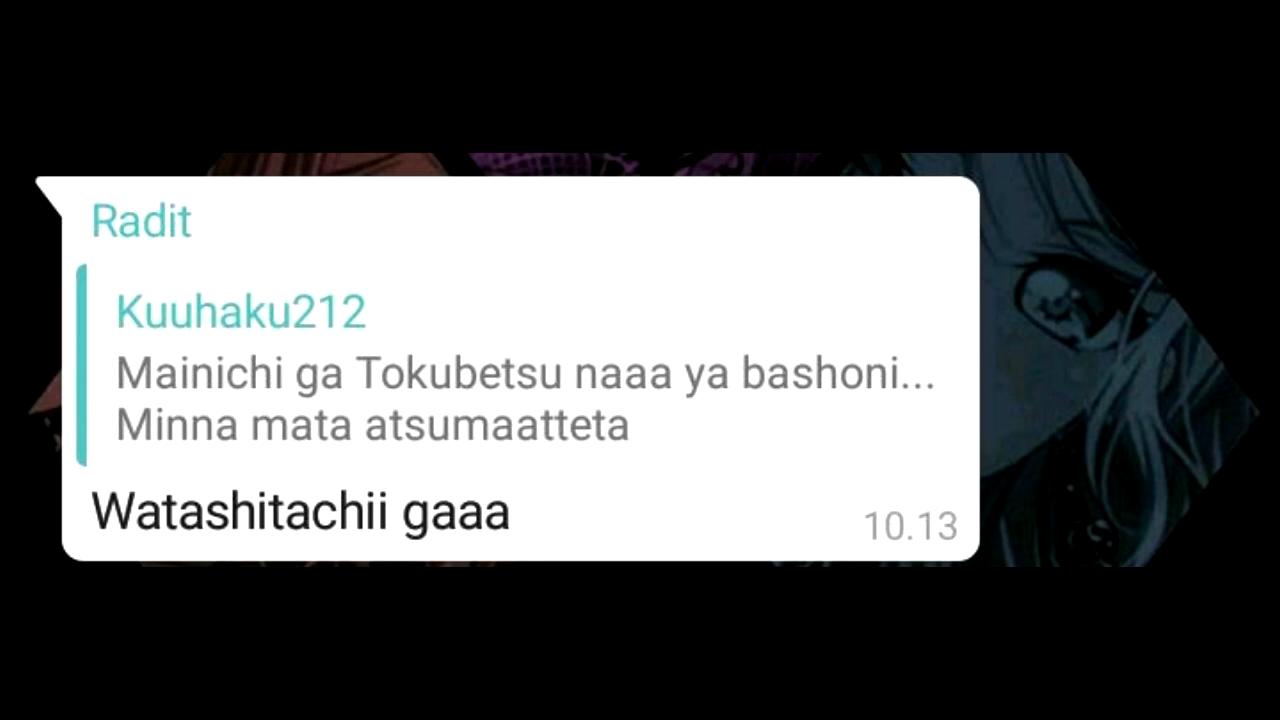 Radit
Kuuhaku212
Mainichi ga Tokubetsu naaa ya bashoni...
Minna mata atsumaatteta
Watashitachii gaaa
10.13